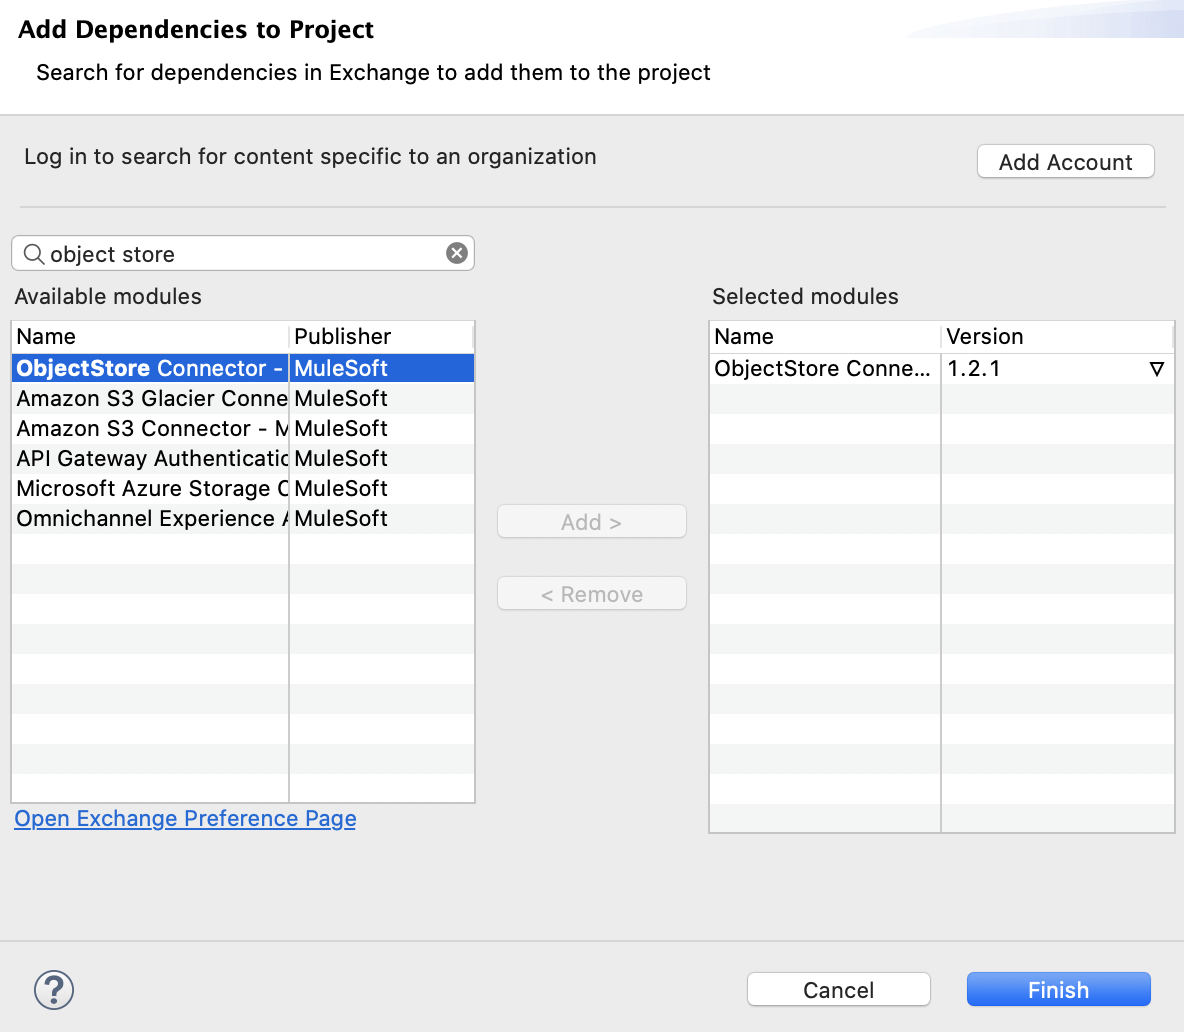 Add Dependencies to Project
Search for dependencies in Exchange to add them to the project
Log in to search for content specific to an organization
Add Account
object store
Available modules
Name Publisher
ObjectStore Connector - MuleSoft
Amazon S3 Glacier Conne MuleSoft
Amazon S3 Connector - M MuleSoft
API Gateway Authenticatio MuleSoft
Microsoft Azure Storage C MuleSoft
Omnichannel Experience A MuleSoft
Open Exchange Preference Page
Add >
< Remove
Selected modules
Name Version
ObjectStore Conne... 1.2.1
?
Cancel
Finish